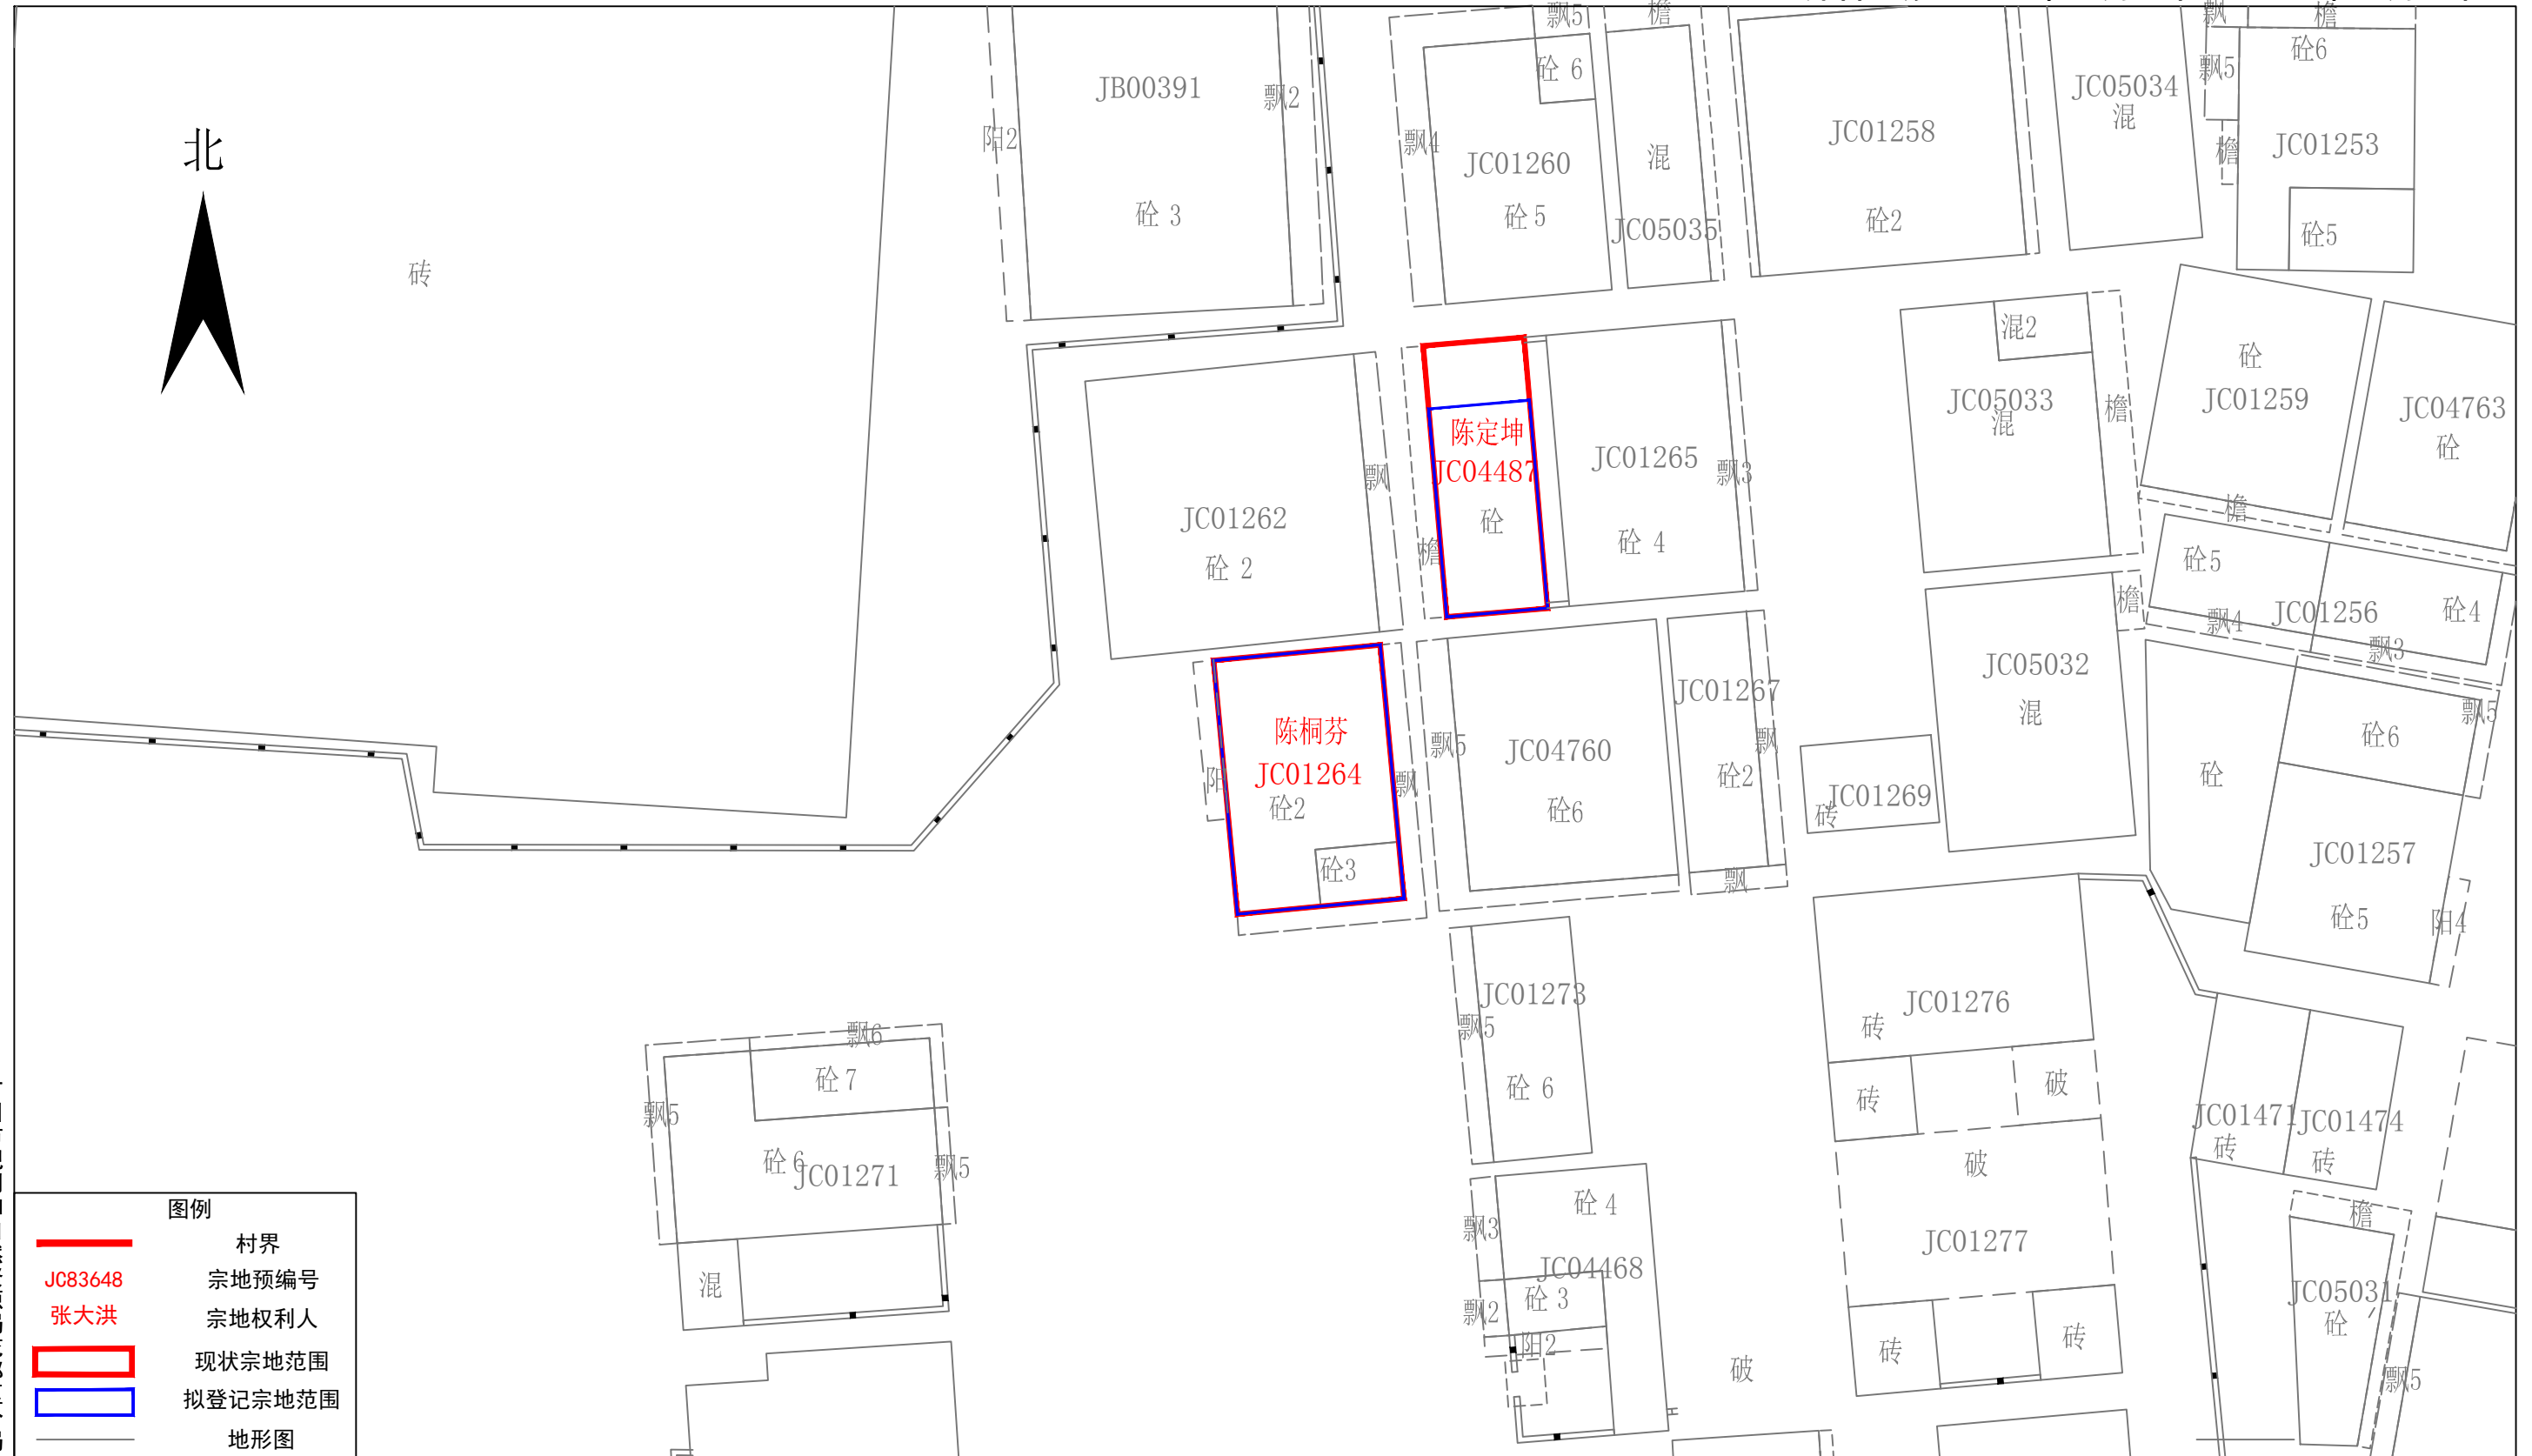 飘5
檐
飘
檐
砼6
砼 6
飘5
JB00391
飘2
JC05034
混
阳2
飘4
JC01260
混
JC01258
檐
JC01253
北
砼 3
砼 5
JC05035
砼2
砼5
砖
混2
砼
JC01259
JC05033
混
檐
JC04763
砼
陈定坤
JC04487
砼
JC01265
飘3
飘
JC01262
砼 2
檐
砼 4
檐
砼5
檐
JC01256
砼4
飘4
飘3
JC05032
混
JC01267
飘5
陈桐芬
JC01264
砼2
阳
飘
飘5
JC04760
砼6
砼2
飘
砼6
砼
JC01269
砖
砼3
飘
JC01257
砼5
阳4
JC01273
飘5
砼 6
JC01276
砖
飘6
砼 7
飘5
砼 6
JC01271
飘5
混
砖
破
破
JC01277
JC01471
砖
JC01474
砖
砼 4
飘3
JC04468
砼 3
飘2
阳2
檐
JC05031
砼
破
砖
砖
飘5
图例
村界
JC83648
宗地预编号
张大洪
宗地权利人
现状宗地范围
拟登记宗地范围
地形图